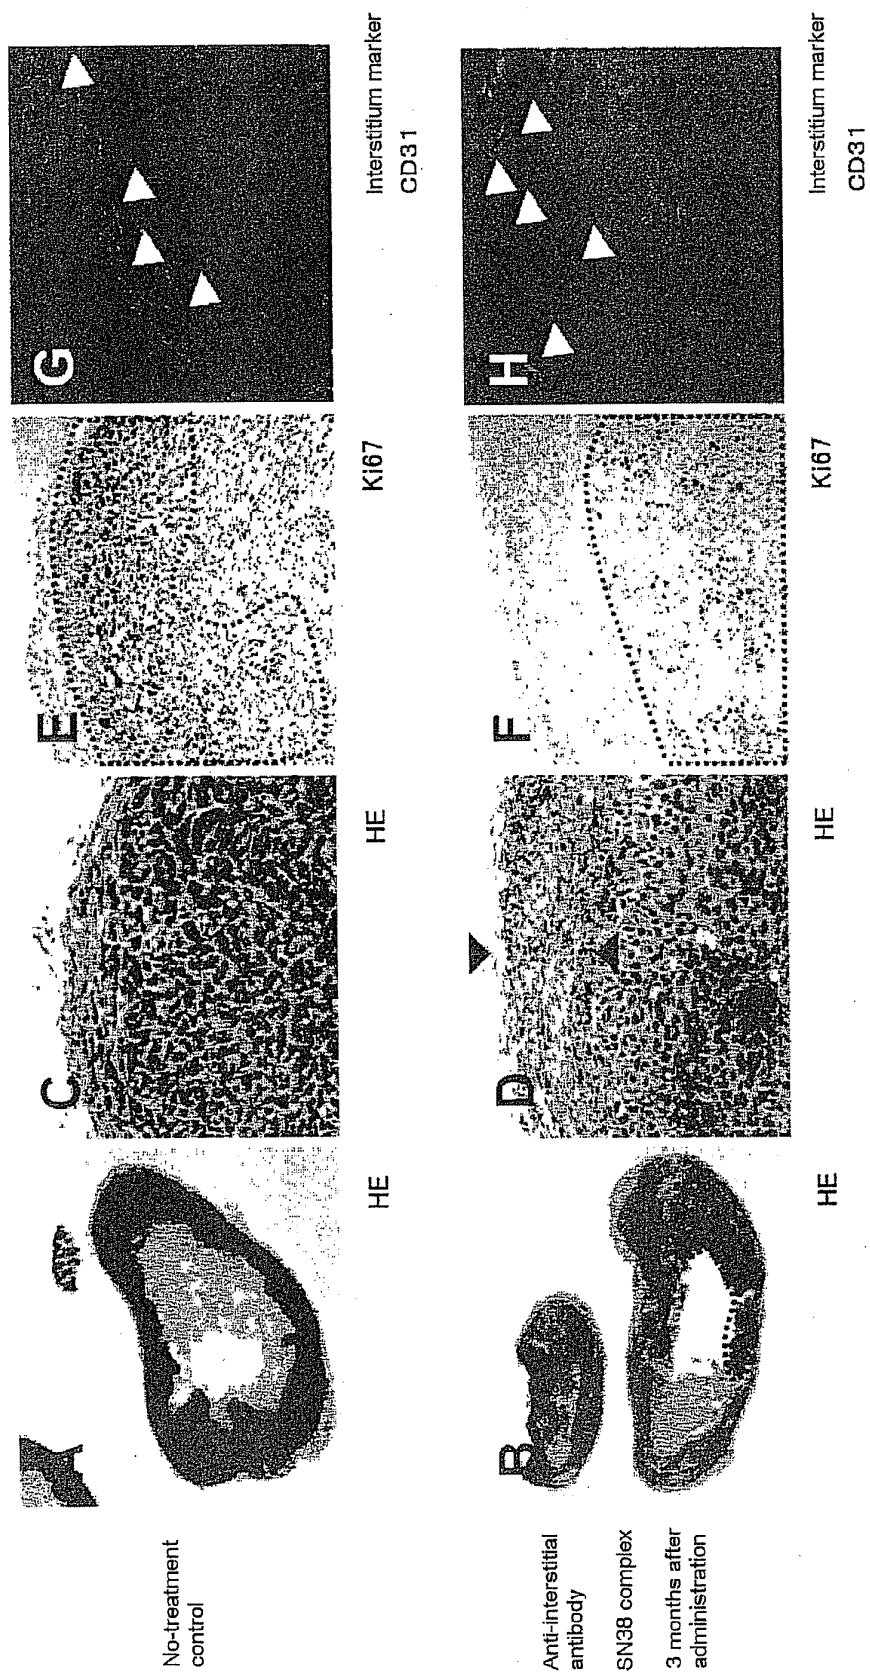 No-treatment
control
A
HE
C
HE
E
Ki67
G
Interstitium marker
CD31
Anti-interstitial
antibody
SN38 complex
3 months after
administration
B
HE
D
HE
F
Ki67
H
Interstitium marker
CD31